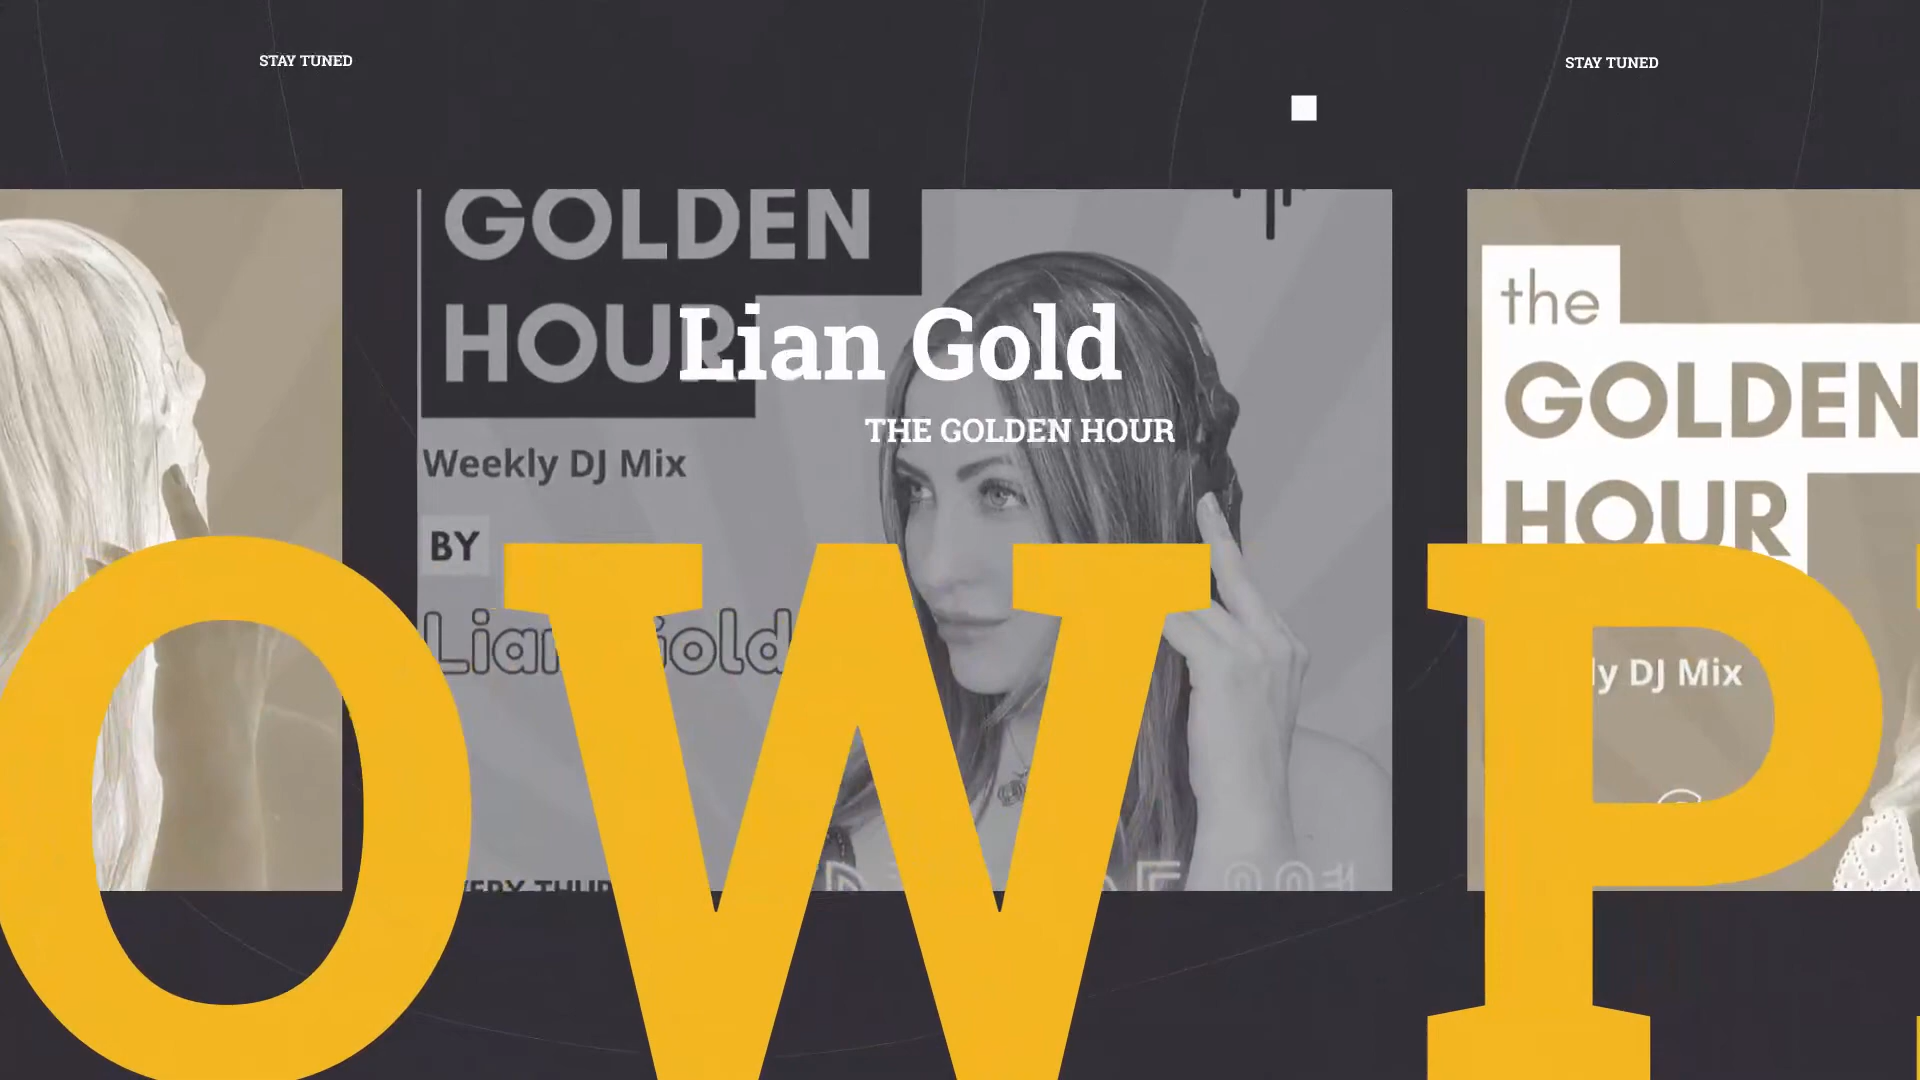 STAY TUNED
STAY TUNED
GOLDEN
HOUR
Lian Gold
THE GOLDEN HOUR
Weekly DJ Mix
BY
the
GOLDEN
HOUR
ly DJ Mix
OW P